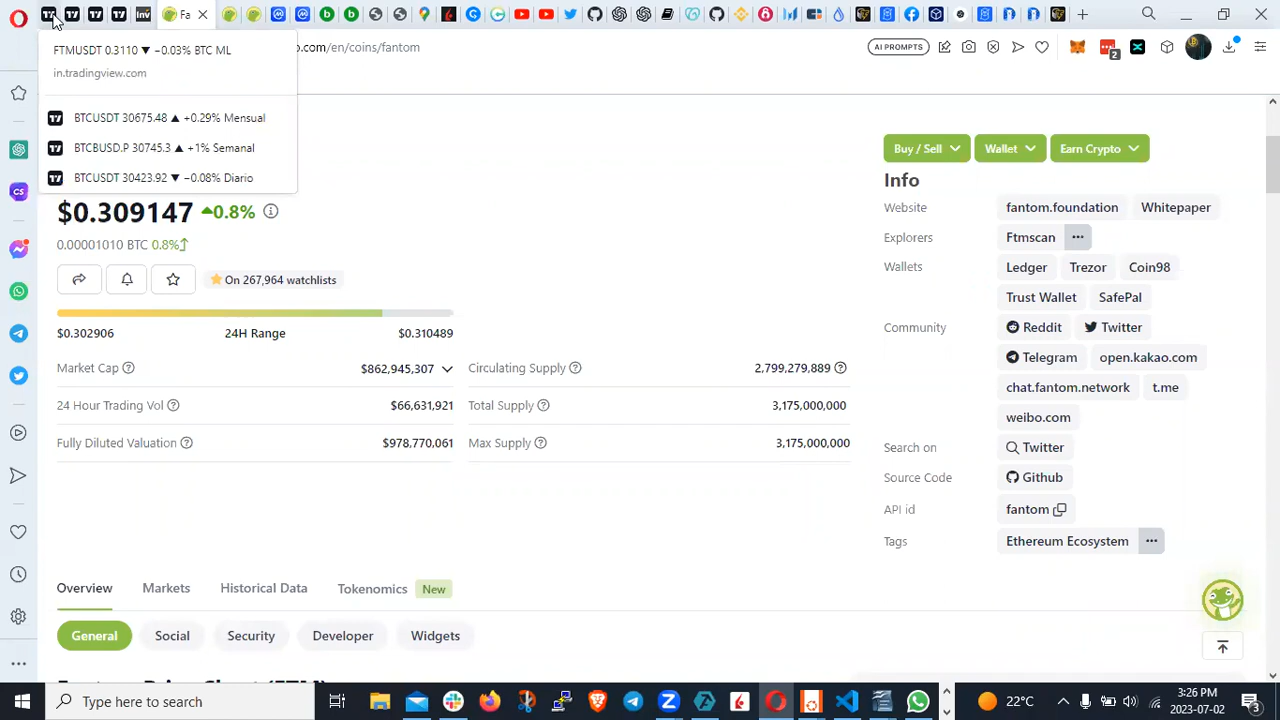 Inv
Fa
FTMUSDT 0.3110 ▼ −0.03% BTC ML
in.tradingview.com
BTCUSDT 30675.48 ▲ +0.29% Mensual
BTCBUSD.P 30745.3 ▲ +1% Semanal
BTCUSDT 30423.92 ▼ −0.08% Diario
.com/en/coins/fantom
AI PROMPTS
2
CS
Buy / Sell
Wallet
Earn Crypto
Info
$0.309147
0.8%
0.00001010 BTC 0.8%
On 267,964 watchlists
$0.302906
24H Range
$0.310489
Market Cap
$862,945,307
Circulating Supply
2,799,279,889
24 Hour Trading Vol
$66,631,921
Total Supply
3,175,000,000
Fully Diluted Valuation
$978,770,061
Max Supply
3,175,000,000
Website
fantom.foundation
Whitepaper
Explorers
Ftmscan
Wallets
Ledger
Trezor
Coin98
Trust Wallet
SafePal
Community
Reddit
Twitter
Telegram
open.kakao.com
chat.fantom.network
t.me
weibo.com
Search on
Twitter
Source Code
Github
API id
fantom
Tags
Ethereum Ecosystem
Overview
Markets
Historical Data
Tokenomics
New
General
Social
Security
Developer
Widgets
Type here to search
22°C
3:26 PM
2023-07-02
3